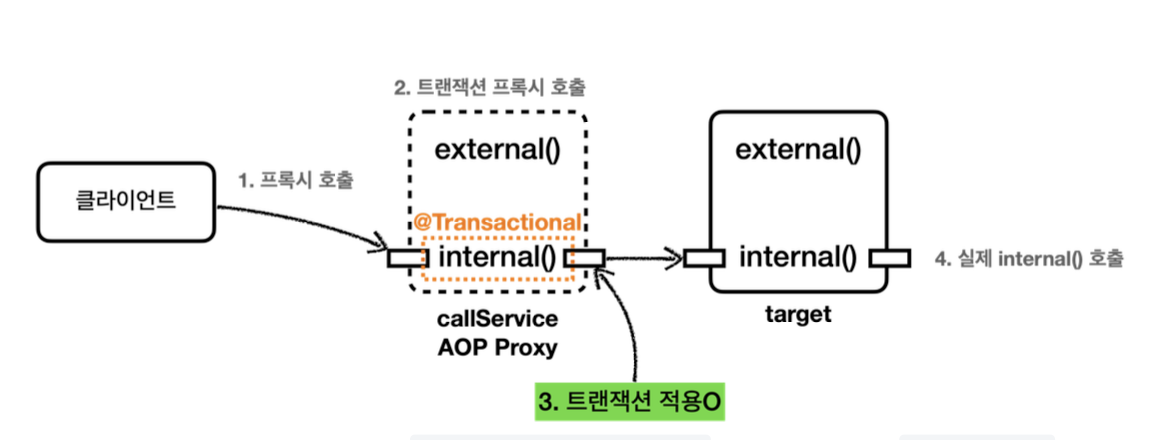 2. 트랜잭션 프록시 호출
external()
external()
1. 프록시 호출
클라이언트
@Transactional
internal()
internal()
4. 실제 internal() 호출
callService
AOP Proxy
target
3. 트랜잭션 적용O